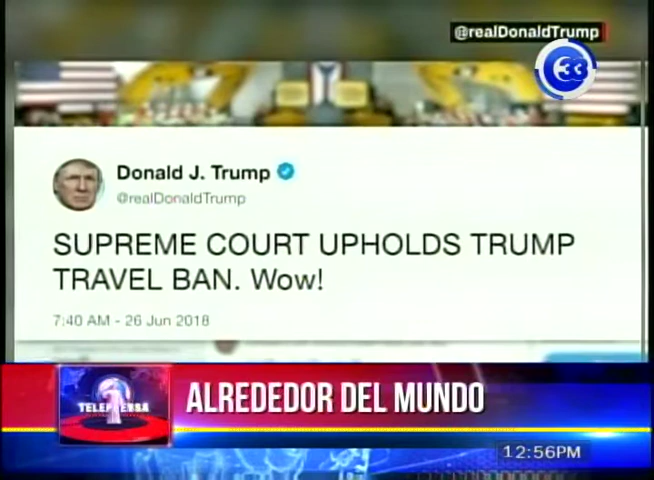 @realDonaldTrump
33
Donald J. Trump
@realDonaldTrump
SUPREME COURT UPHOLDS TRUMP
TRAVEL BAN. Wow!
7:40 AM - 26 Jun 2018
TELEPRENSA
ALREDEDOR DEL MUNDO
12:56PM